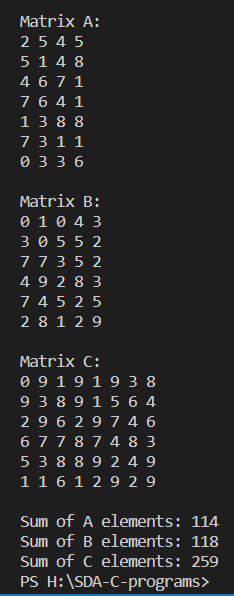 Matrix A:
2 5 4 5
5 1 4 8
4 6 7 1
7 6 4 1
1 3 8 8
7 3 1 1
0 3 3 6
Matrix B:
0 1 0 4 3
3 0 5 5 2
7 7 3 5 2
4 9 2 8 3
7 4 5 2 5
2 8 1 2 9
Matrix C:
0 9 1 9 1 9 3 8
9 3 8 9 1 5 6 4
2 9 6 2 9 7 4 6
6 7 7 8 7 4 8 3
5 3 8 8 9 2 4 9
1 1 6 1 2 9 2 9
Sum of A elements: 114
Sum of B elements: 118
Sum of C elements: 259
PS H:\SDA-C-programs>